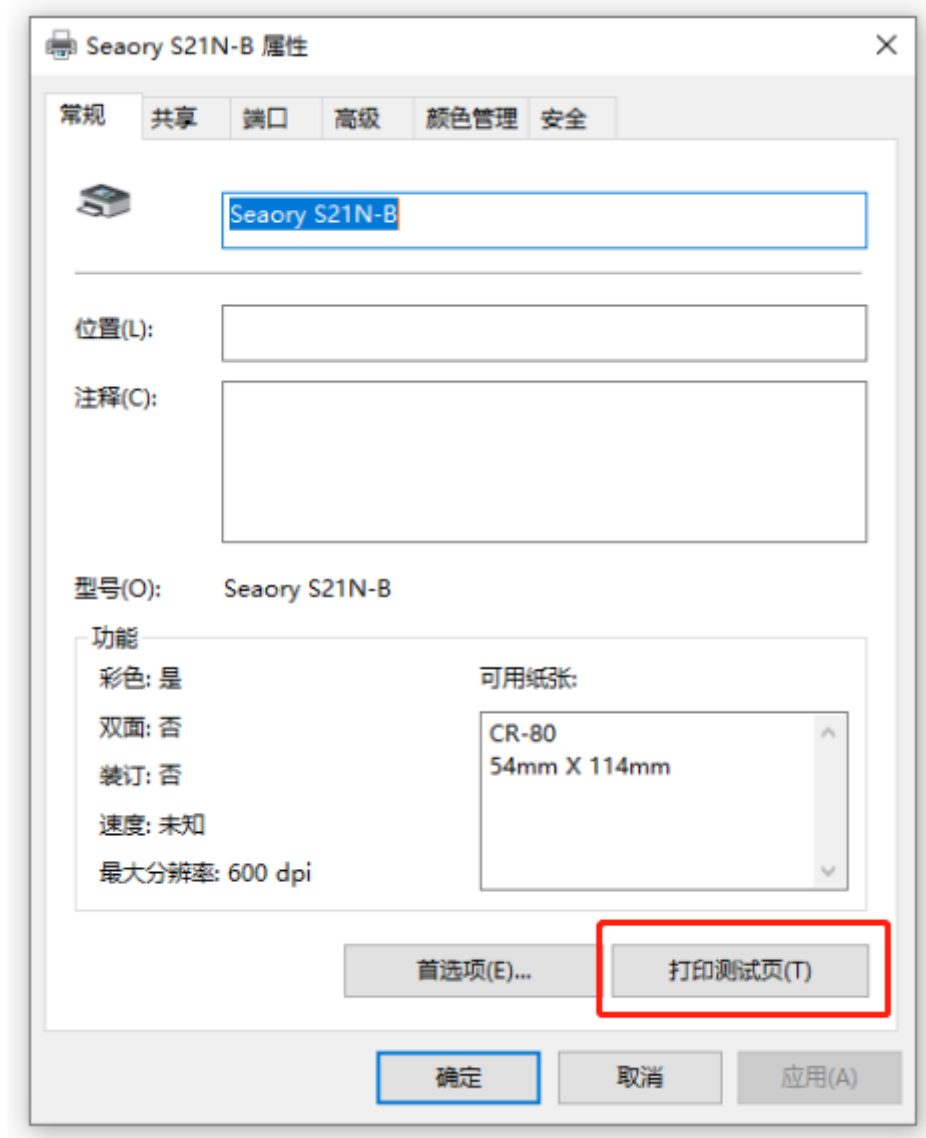 Seaory S21N-B 属性
常规 共享 端口 高级 颜色管理 安全
Seaory S21N-B
位置(L):
注释(C):
型号(O): Seaory S21N-B
功能
彩色: 是
双面: 否
装订: 否
速度: 未知
最大分辨率: 600 dpi
可用纸张:
CR-80
54mm X 114mm
首选项(E)... 打印测试页(T)
确定 取消 应用(A)